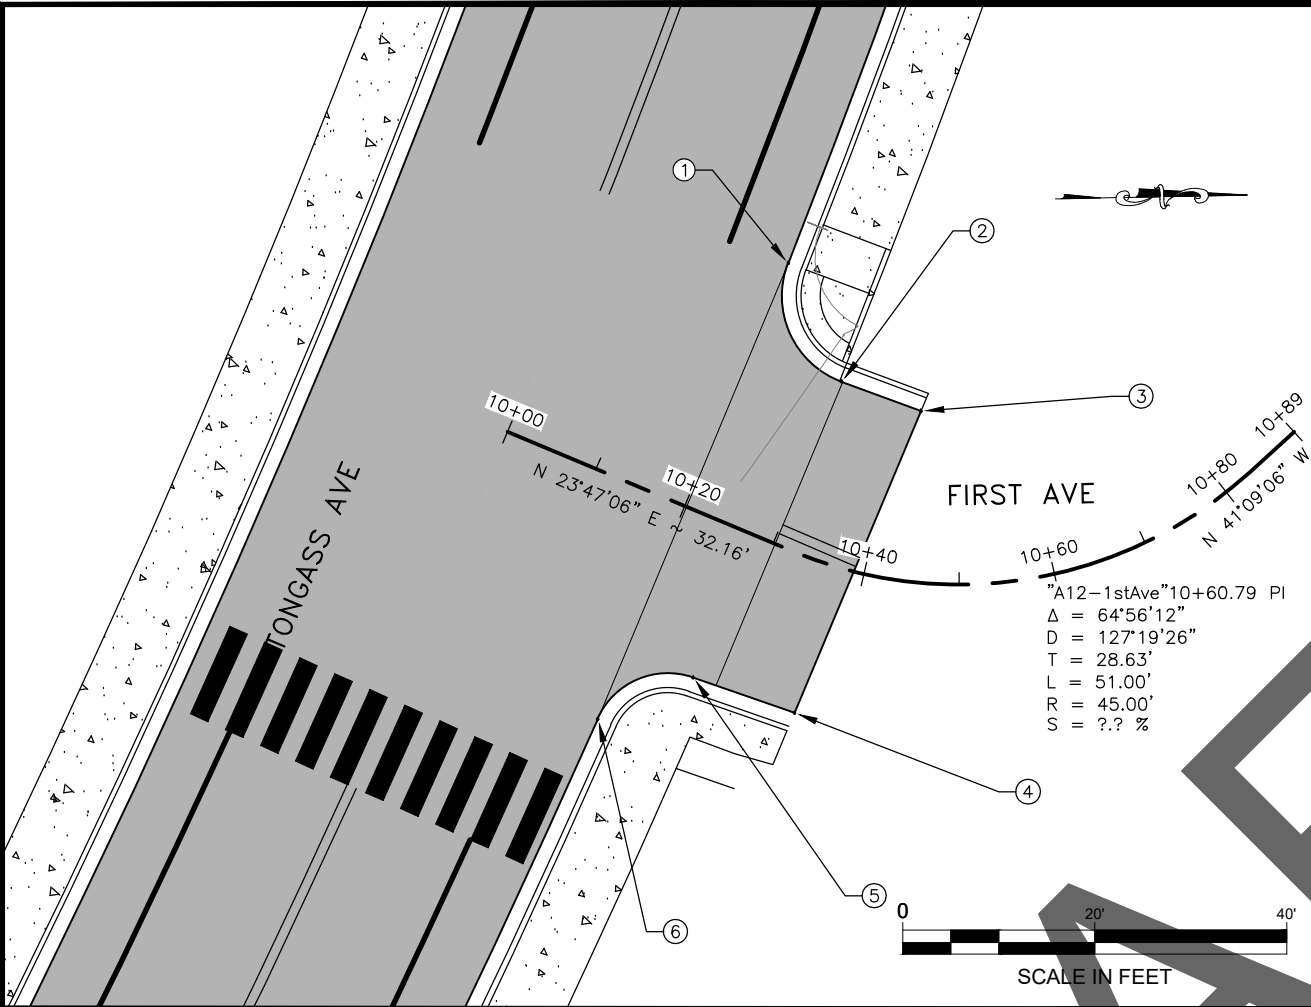 1
2
3
10+00
10+20
N 23°47'06" E ~ 32.16'
TONGASS AVE
10+40
FIRST AVE
10+60
10+80
10+89
N 41°09'06" W
"A12-1stAve"10+60.79 PI
Δ = 64°56'12"
D = 127°19'26"
T = 28.63'
L = 51.00'
R = 45.00'
S = ?.? %
4
5
6
0 20' 40'
SCALE IN FEET